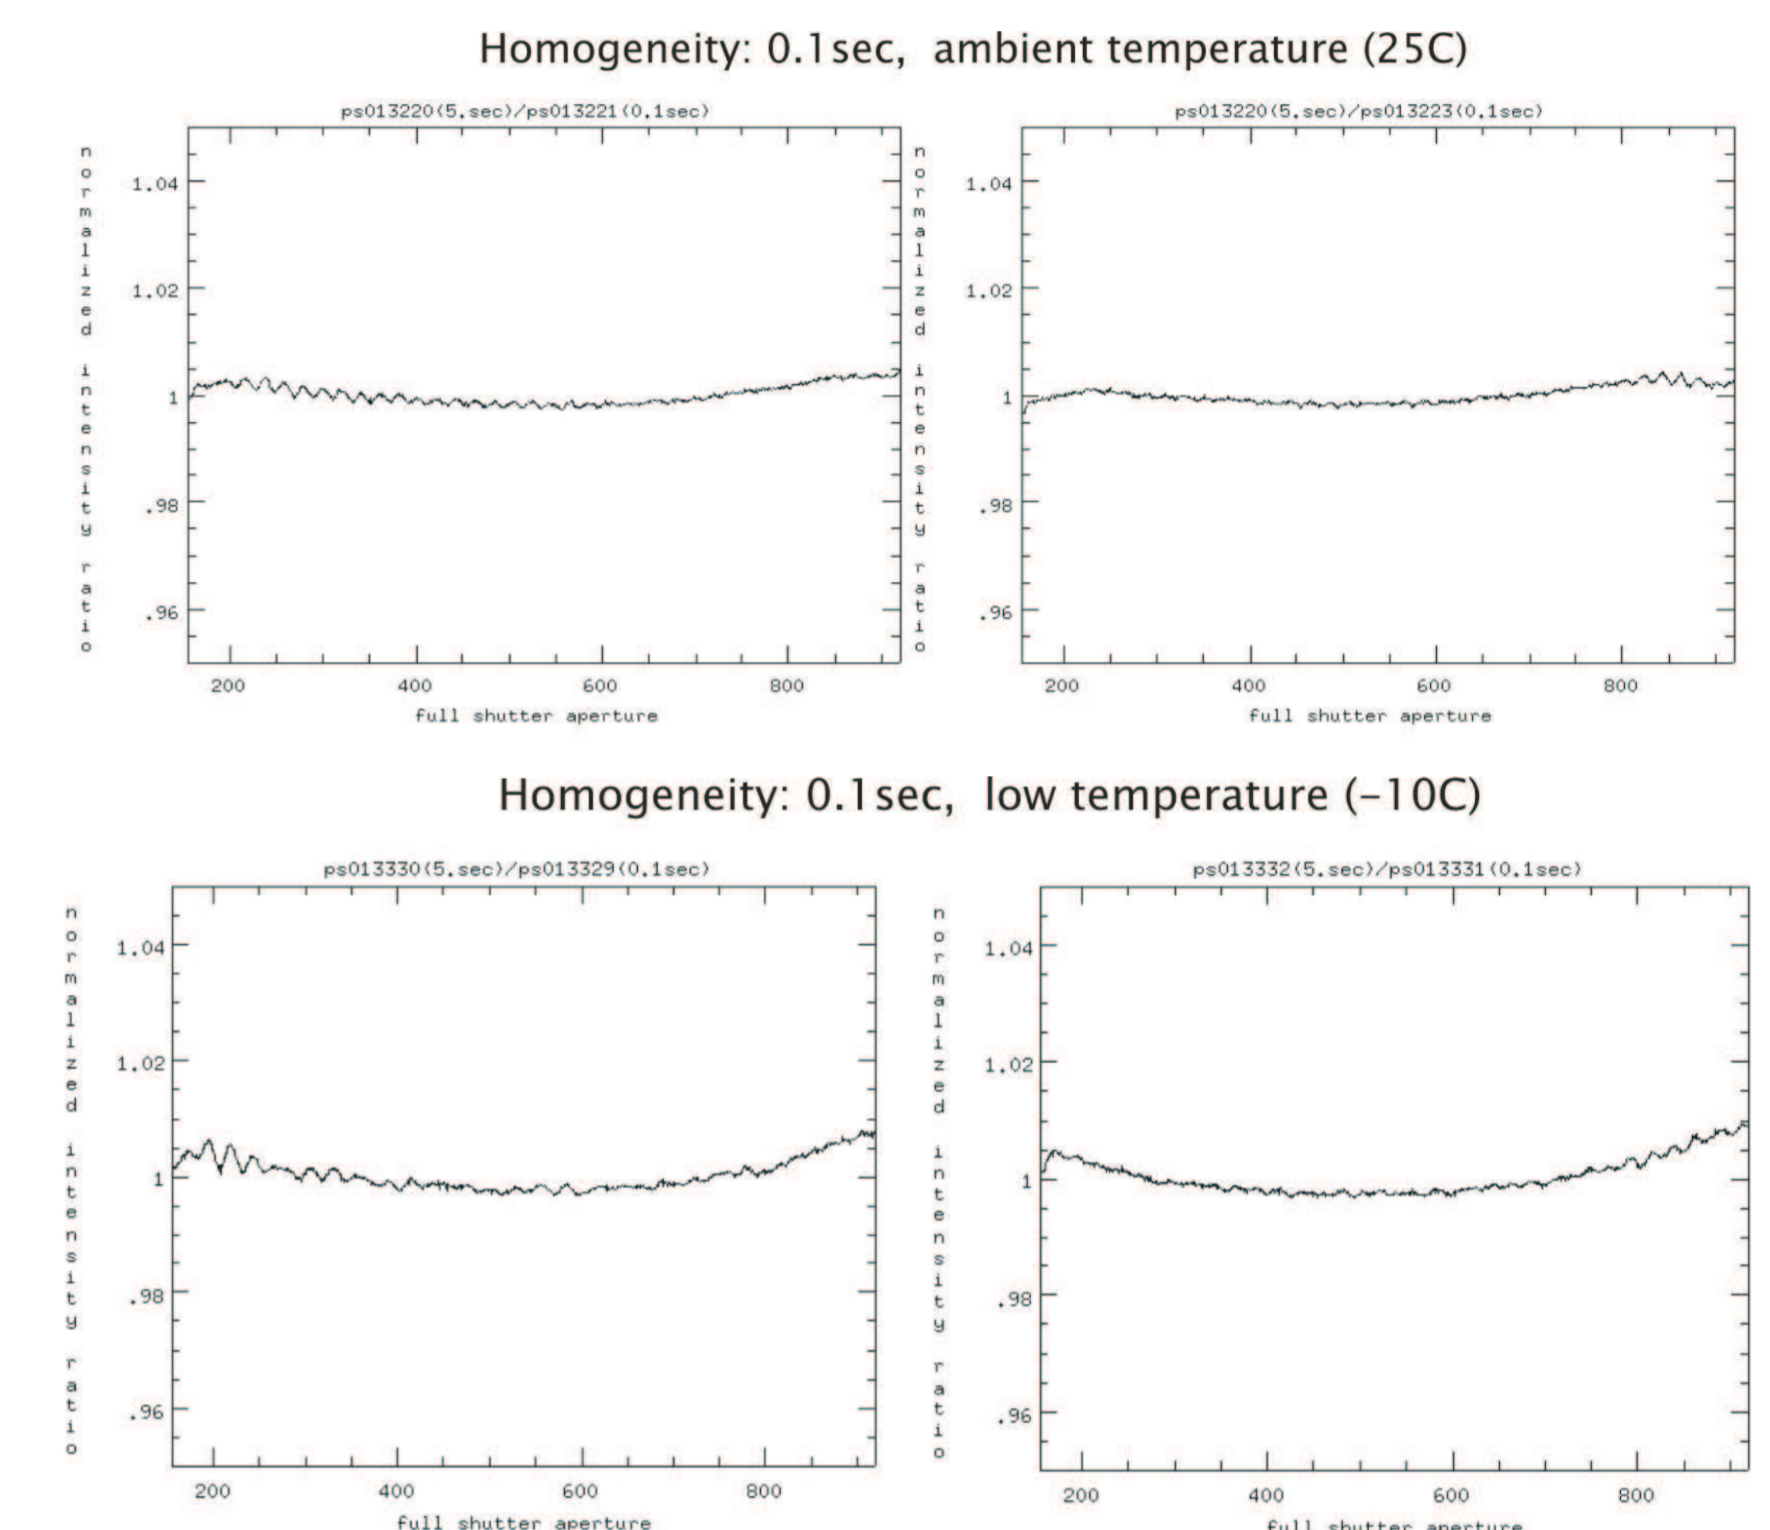 Homogeneity: 0.1sec, ambient temperature (25C)
ps013220(5.sec)/ps013221(0.1sec)
normalized intensity ratio
1.04
1.02
1
.98
.96
200 400 600 800
full shutter aperture
ps013220(5.sec)/ps013223(0.1sec)
normalized intensity ratio
1.04
1.02
1
.98
.96
200 400 600 800
full shutter aperture
Homogeneity: 0.1sec, low temperature (-10C)
ps013330(5.sec)/ps013329(0.1sec)
normalized intensity ratio
1.04
1.02
1
.98
.96
200 400 600 800
full shutter aperture
ps013332(5.sec)/ps013331(0.1sec)
normalized intensity ratio
1.04
1.02
1
.98
.96
200 400 600 800
full shutter aperture